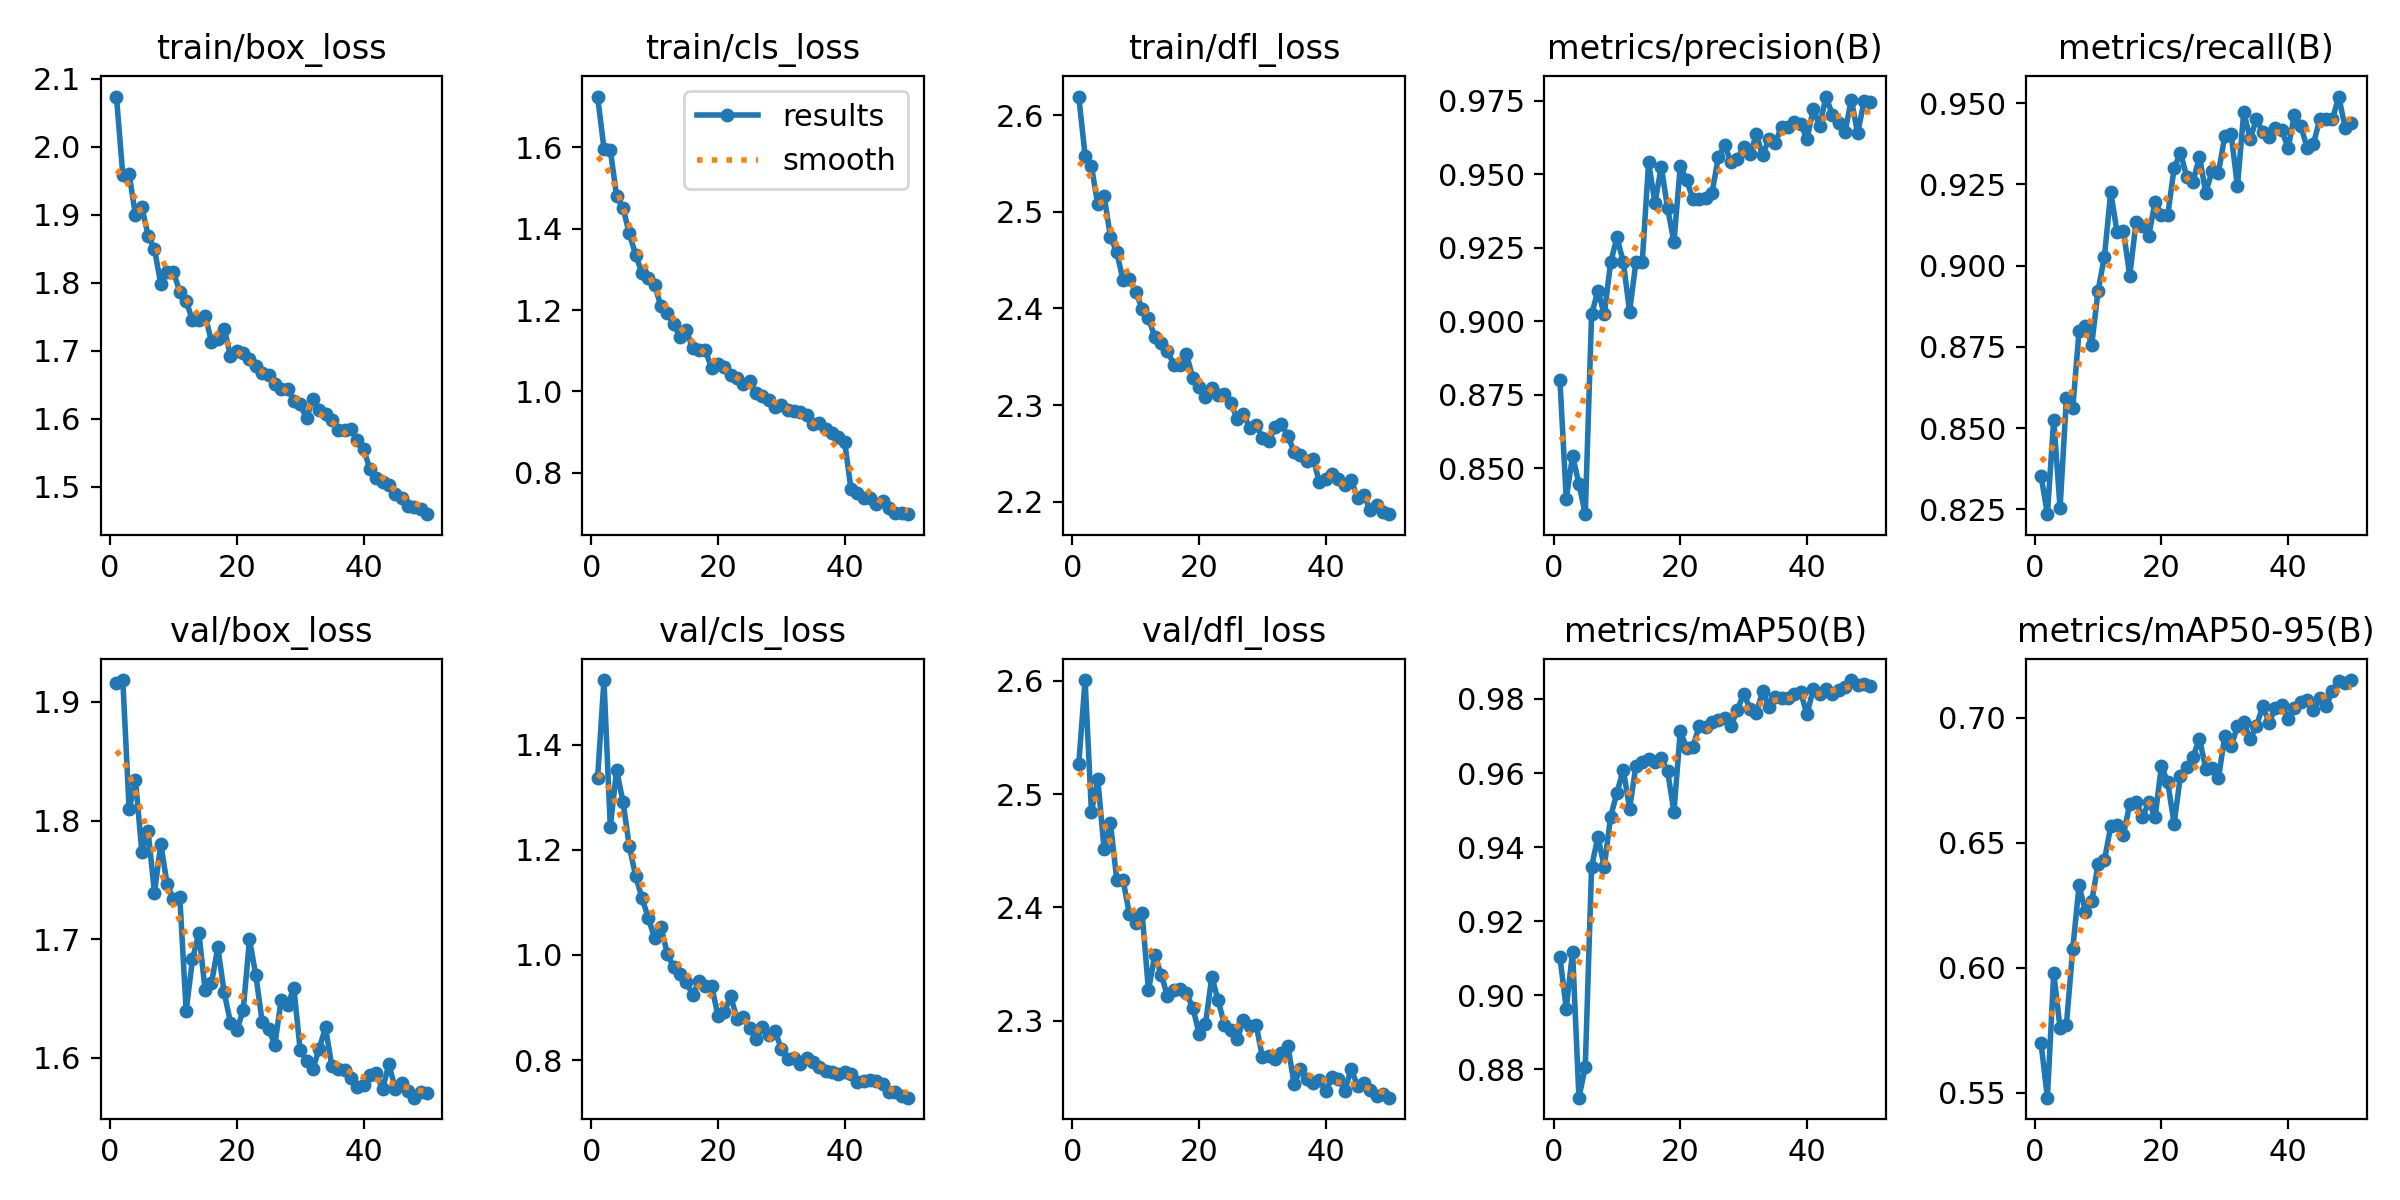 train/box_loss
2.1
2.0
1.9
1.8
1.7
1.6
1.5
0 20 40
train/cls_loss
results
smooth
1.6
1.4
1.2
1.0
0.8
0 20 40
train/dfl_loss
2.6
2.5
2.4
2.3
2.2
0 20 40
metrics/precision(B)
0.975
0.950
0.925
0.900
0.875
0.850
0 20 40
metrics/recall(B)
0.950
0.925
0.900
0.875
0.850
0.825
0 20 40
val/box_loss
1.9
1.8
1.7
1.6
0 20 40
val/cls_loss
1.4
1.2
1.0
0.8
0 20 40
val/dfl_loss
2.6
2.5
2.4
2.3
0 20 40
metrics/mAP50(B)
0.98
0.96
0.94
0.92
0.90
0.88
0 20 40
metrics/mAP50-95(B)
0.70
0.65
0.60
0.55
0 20 40